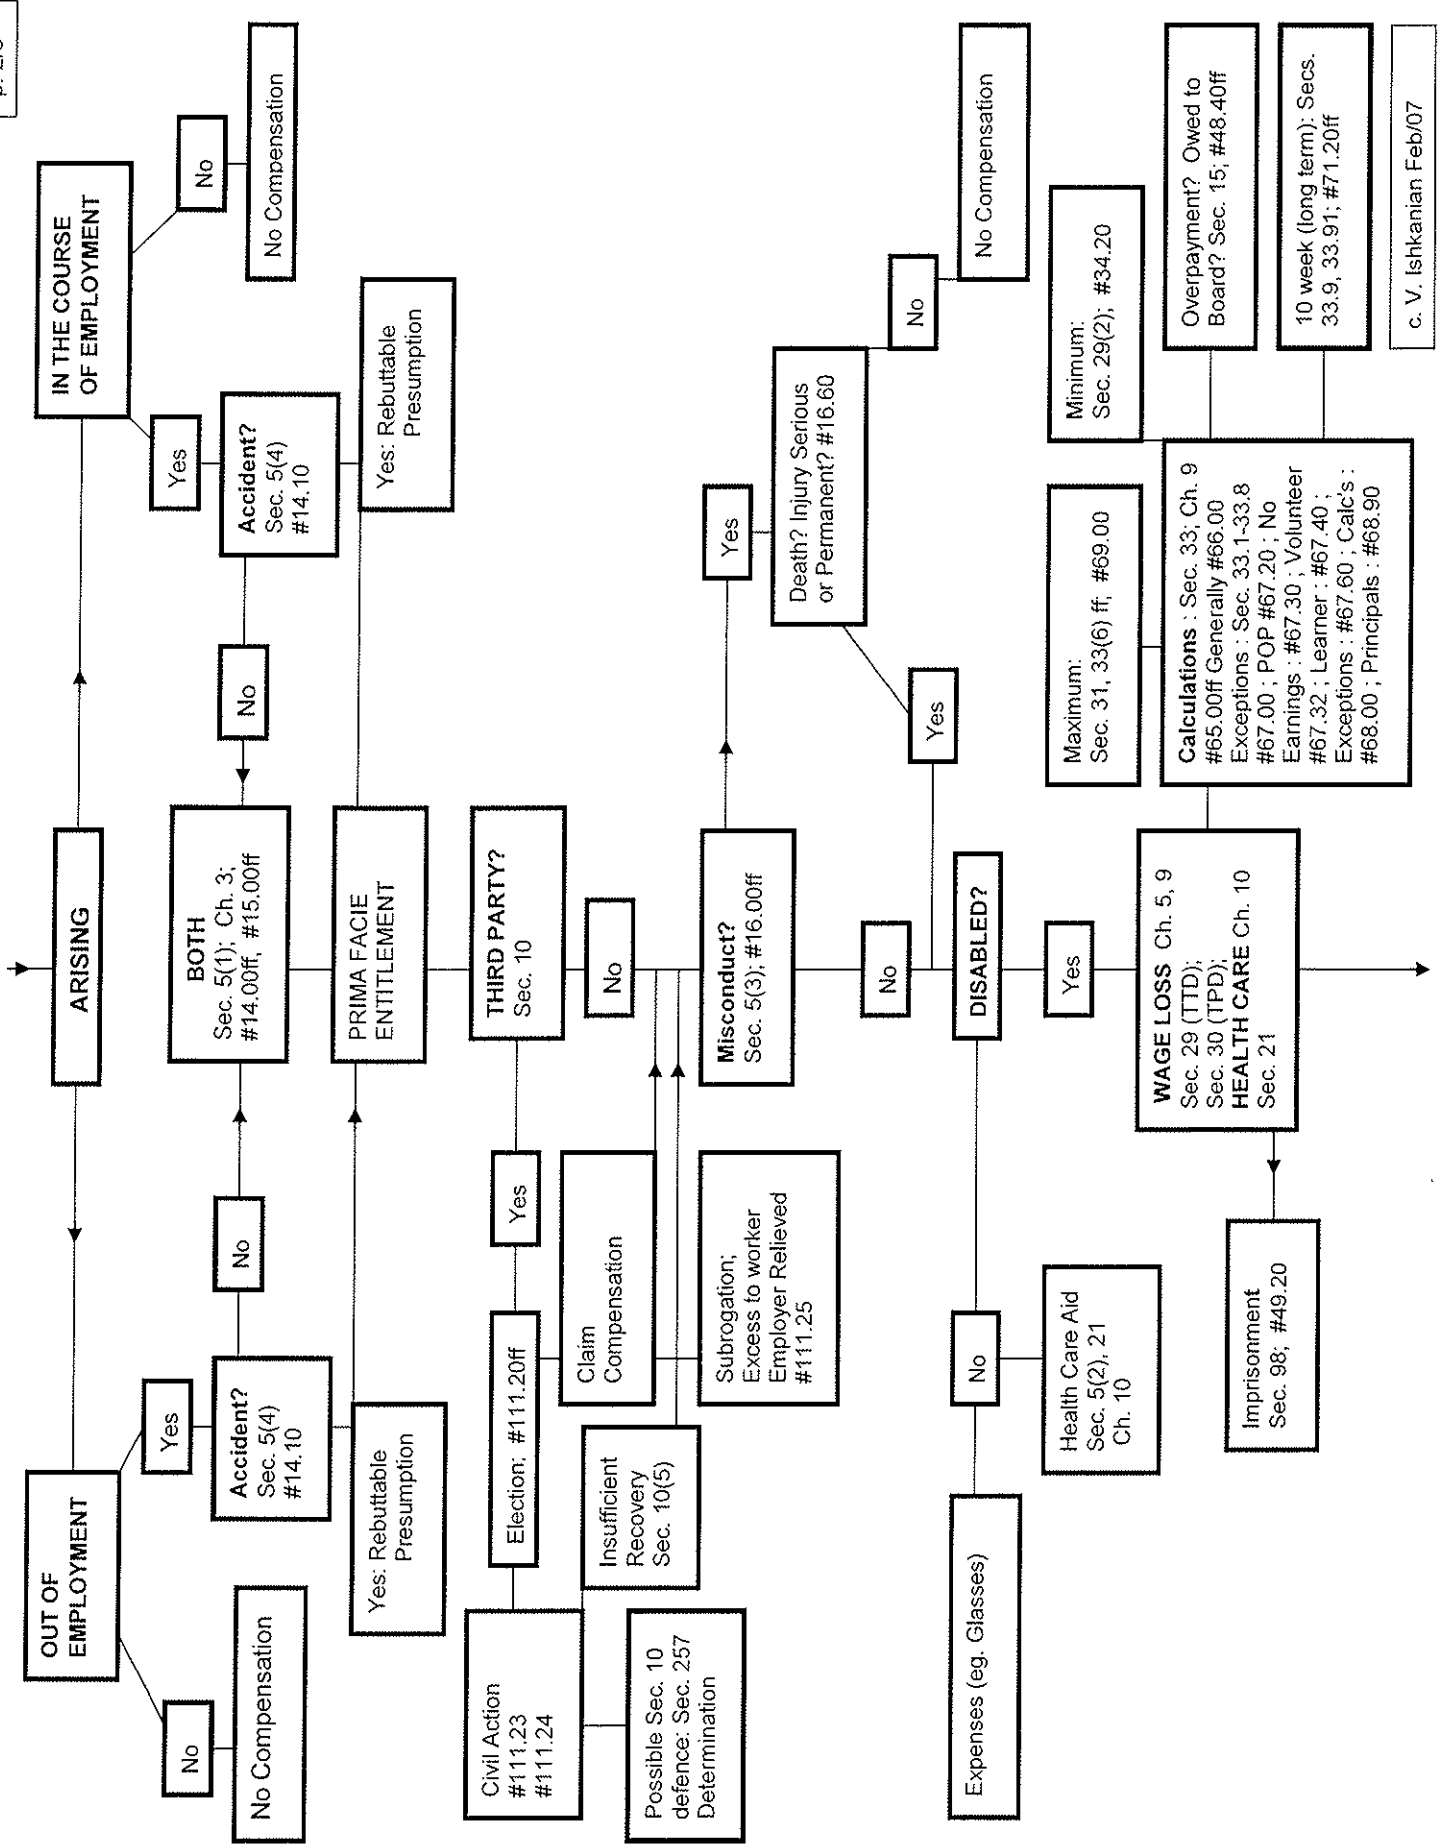 p. 2/3
ARISING
OUT OF
EMPLOYMENT
IN THE COURSE
OF EMPLOYMENT
No
No Compensation
Yes
Accident?
Sec. 5(4)
#14.10
No
BOTH
Sec. 5(1); Ch. 3;
#14.00ff, #15.00ff
No
Yes
Accident?
Sec. 5(4)
#14.10
No
No Compensation
Yes: Rebuttable
Presumption
PRIMA FACIE
ENTITLEMENT
Yes: Rebuttable
Presumption
Civil Action
#111.23
#111.24
Election; #111.20ff
Yes
THIRD PARTY?
Sec. 10
No
Claim
Compensation
Insufficient
Recovery
Sec. 10(5)
Possible Sec. 10
defence: Sec. 257
Determination
Subrogation;
Excess to worker
Employer Relieved
#111.25
Misconduct?
Sec. 5(3); #16.00ff
Yes
Death? Injury Serious
or Permanent? #16.60
No
Yes
No
No Compensation
DISABLED?
Expenses (eg. Glasses)
No
Health Care Aid
Sec. 5(2), 21
Ch. 10
Yes
WAGE LOSS Ch. 5, 9
Sec. 29 (TTD);
Sec. 30 (TPD);
HEALTH CARE Ch. 10
Sec. 21
Imprisonment
Sec. 98; #49.20
Maximum:
Sec. 31, 33(6) ff; #69.00
Minimum:
Sec. 29(2); #34.20
Calculations : Sec. 33; Ch. 9
#65.00ff Generally #66.00
Exceptions : Sec. 33.1-33.8
#67.00 ; POP #67.20 ; No
Earnings : #67.30 ; Volunteer
#67.32 ; Learner : #67.40 ;
Exceptions : #67.60 ; Calc's :
#68.00 ; Principals : #68.90
Overpayment? Owed to
Board? Sec. 15; #48.40ff
10 week (long term): Secs.
33.9, 33.91; #71.20ff
c. V. Ishkanian Feb/07